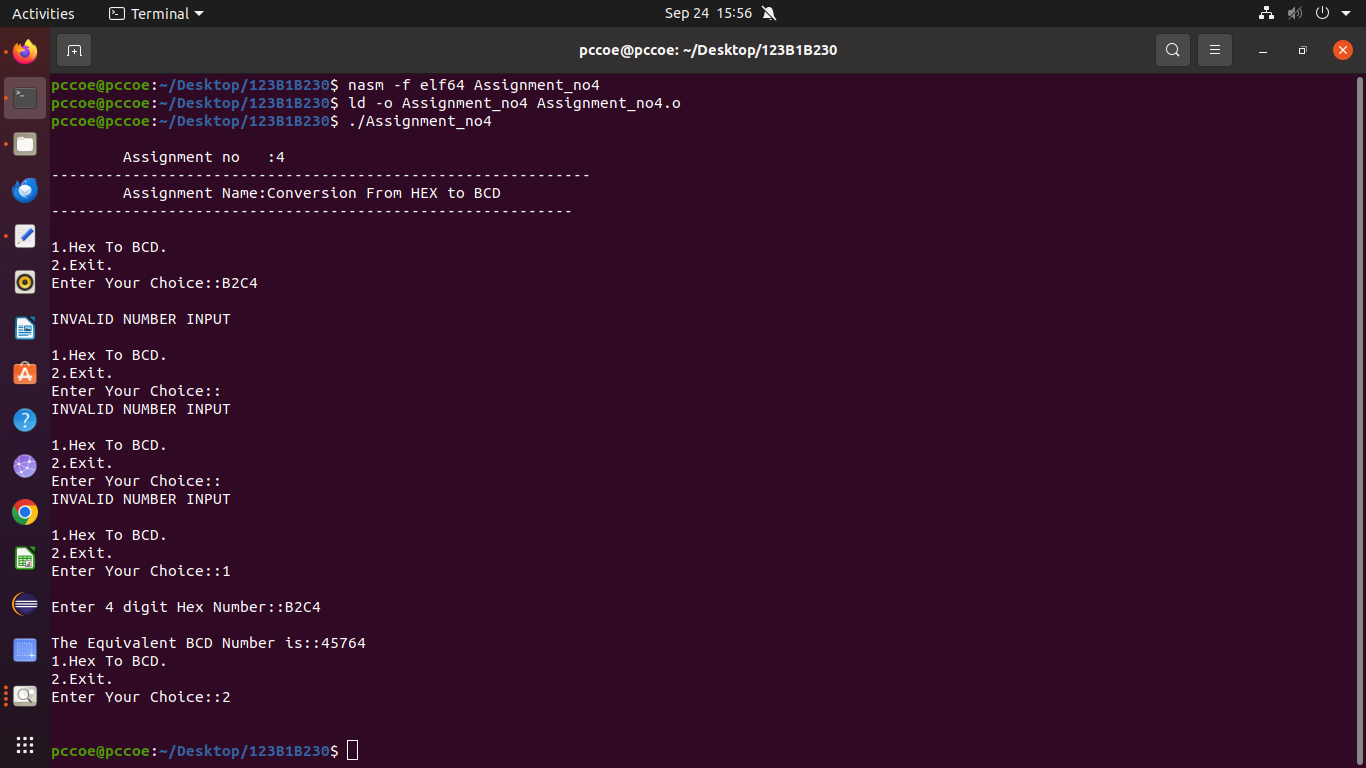 Activities Terminal Sep 24 15:56
pccoe@pccoe: ~/Desktop/123B1B230
pccoe@pccoe:~/Desktop/123B1B230$ nasm -f elf64 Assignment_no4
pccoe@pccoe:~/Desktop/123B1B230$ ld -o Assignment_no4 Assignment_no4.o
pccoe@pccoe:~/Desktop/123B1B230$ ./Assignment_no4
Assignment no   :4
------------------------------------------------------------
Assignment Name:Conversion From HEX to BCD
----------------------------------------------------------
1.Hex To BCD.
2.Exit.
Enter Your Choice::B2C4
INVALID NUMBER INPUT
1.Hex To BCD.
2.Exit.
Enter Your Choice::
INVALID NUMBER INPUT
1.Hex To BCD.
2.Exit.
Enter Your Choice::
INVALID NUMBER INPUT
1.Hex To BCD.
2.Exit.
Enter Your Choice::1
Enter 4 digit Hex Number::B2C4
The Equivalent BCD Number is::45764
1.Hex To BCD.
2.Exit.
Enter Your Choice::2
pccoe@pccoe:~/Desktop/123B1B230$